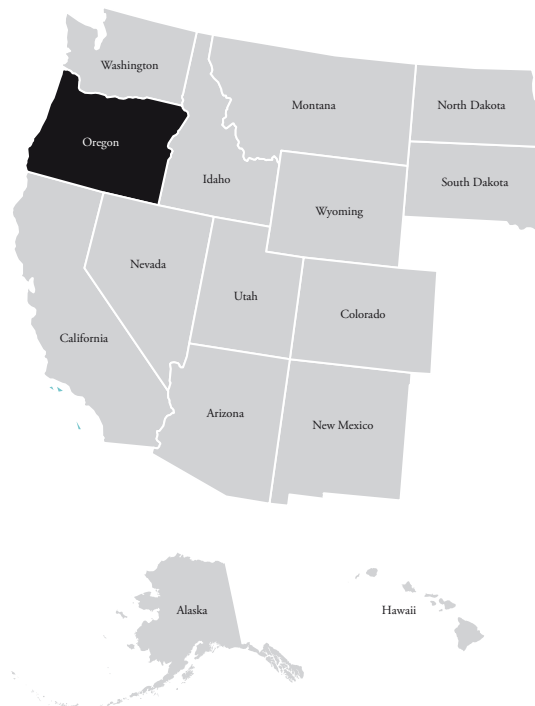 Washington
Montana
North Dakota
Oregon
Idaho
South Dakota
Wyoming
Nevada
Utah
Colorado
California
Arizona
New Mexico
Alaska
Hawaii